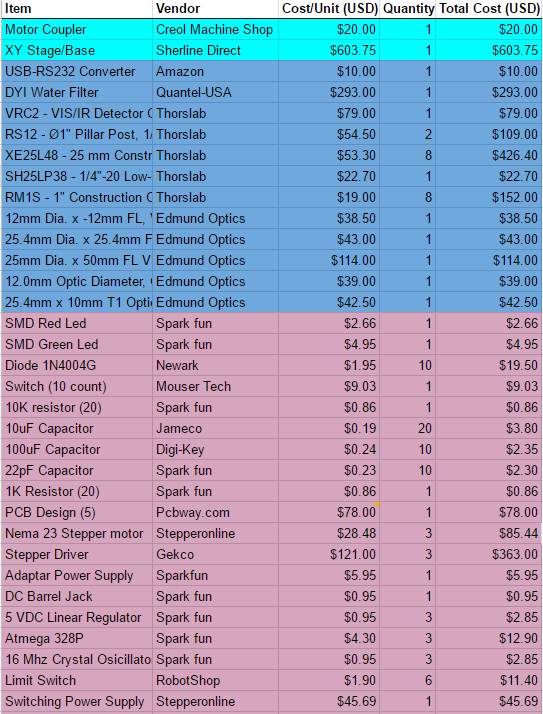 Item Vendor Cost/Unit (USD) Quantity Total Cost (USD)
Motor Coupler Creol Machine Shop $20.00 1 $20.00
XY Stage/Base Sherline Direct $603.75 1 $603.75
USB-RS232 Converter Amazon $10.00 1 $10.00
DYI Water Filter Quantel-USA $293.00 1 $293.00
VRC2 - VIS/IR Detector C Thorslab $79.00 1 $79.00
RS12 - Ø1" Pillar Post, 1/ Thorslab $54.50 2 $109.00
XE25L48 - 25 mm Constr Thorslab $53.30 8 $426.40
SH25LP38 - 1/4"-20 Low- Thorslab $22.70 1 $22.70
RM1S - 1" Construction C Thorslab $19.00 8 $152.00
12mm Dia. x -12mm FL, V Edmund Optics $38.50 1 $38.50
25.4mm Dia. x 25.4mm F Edmund Optics $43.00 1 $43.00
25mm Dia. x 50mm FL V Edmund Optics $114.00 1 $114.00
12.0mm Optic Diameter, Edmund Optics $39.00 1 $39.00
25.4mm x 10mm T1 Opti Edmund Optics $42.50 1 $42.50
SMD Red Led Spark fun $2.66 1 $2.66
SMD Green Led Spark fun $4.95 1 $4.95
Diode 1N4004G Newark $1.95 10 $19.50
Switch (10 count) Mouser Tech $9.03 1 $9.03
10K resistor (20) Spark fun $0.86 1 $0.86
10uF Capacitor Jameco $0.19 20 $3.80
100uF Capacitor Digi-Key $0.24 10 $2.35
22pF Capacitor Spark fun $0.23 10 $2.30
1K Resistor (20) Spark fun $0.86 1 $0.86
PCB Design (5) Pcbway.com $78.00 1 $78.00
Nema 23 Stepper motor Stepperonline $28.48 3 $85.44
Stepper Driver Gekco $121.00 3 $363.00
Adaptar Power Supply Sparkfun $5.95 1 $5.95
DC Barrel Jack Spark fun $0.95 1 $0.95
5 VDC Linear Regulator Spark fun $0.95 3 $2.85
Atmega 328P Spark fun $4.30 3 $12.90
16 Mhz Crystal Osicillato Spark fun $0.95 3 $2.85
Limit Switch RobotShop $1.90 6 $11.40
Switching Power Supply Stepperonline $45.69 1 $45.69